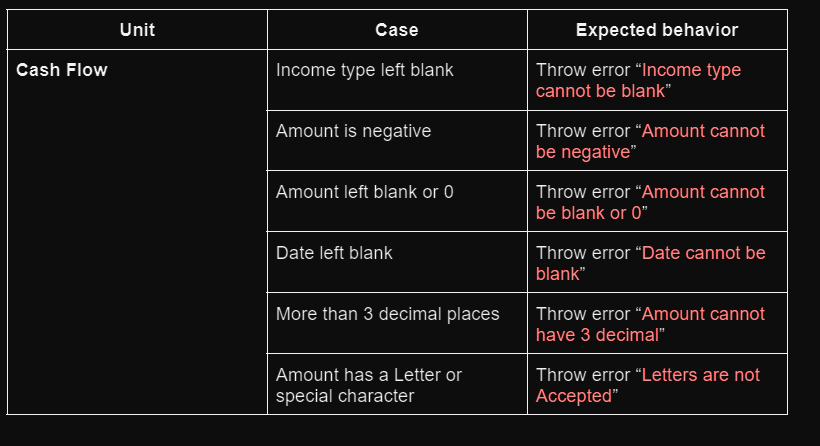 Unit
Case
Expected behavior
Cash Flow
Income type left blank
Throw error “Income type
cannot be blank”
Amount is negative
Throw error “Amount cannot
be negative”
Amount left blank or 0
Throw error “Amount cannot
be blank or 0”
Date left blank
Throw error “Date cannot be
blank”
More than 3 decimal places
Throw error “Amount cannot
have 3 decimal”
Amount has a Letter or
special character
Throw error “Letters are not
Accepted”